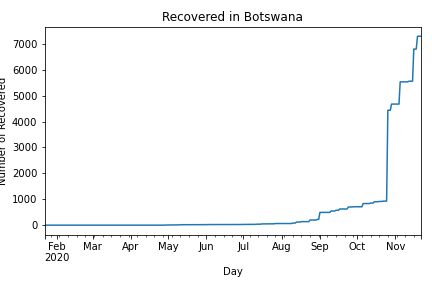 Recovered in Botswana
Number of Recovered
7000
6000
5000
4000
3000
2000
1000
0
Feb Mar Apr May Jun Jul Aug Sep Oct Nov
2020
Day